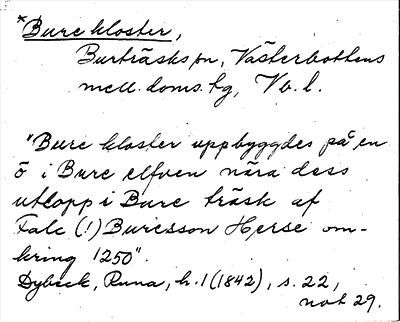 *Bure kloster,
Burträsks sn, Västerbottens
mell. doms. tg, Vb. l.
"Bure kloster uppbyggdes på en
ö i Bure elfven nära dess
utlopp i Bure träsk af
Falc (!) Buresson Herse om-
kring 1250".
Dybeck, Runa, h. 1 (1842), s. 22,
not 29.